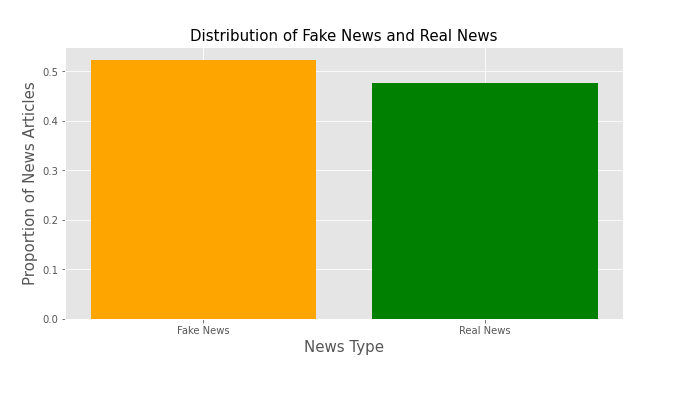 Distribution of Fake News and Real News
Proportion of News Articles
0.5
0.4
0.3
0.2
0.1
0.0
Fake News
Real News
News Type